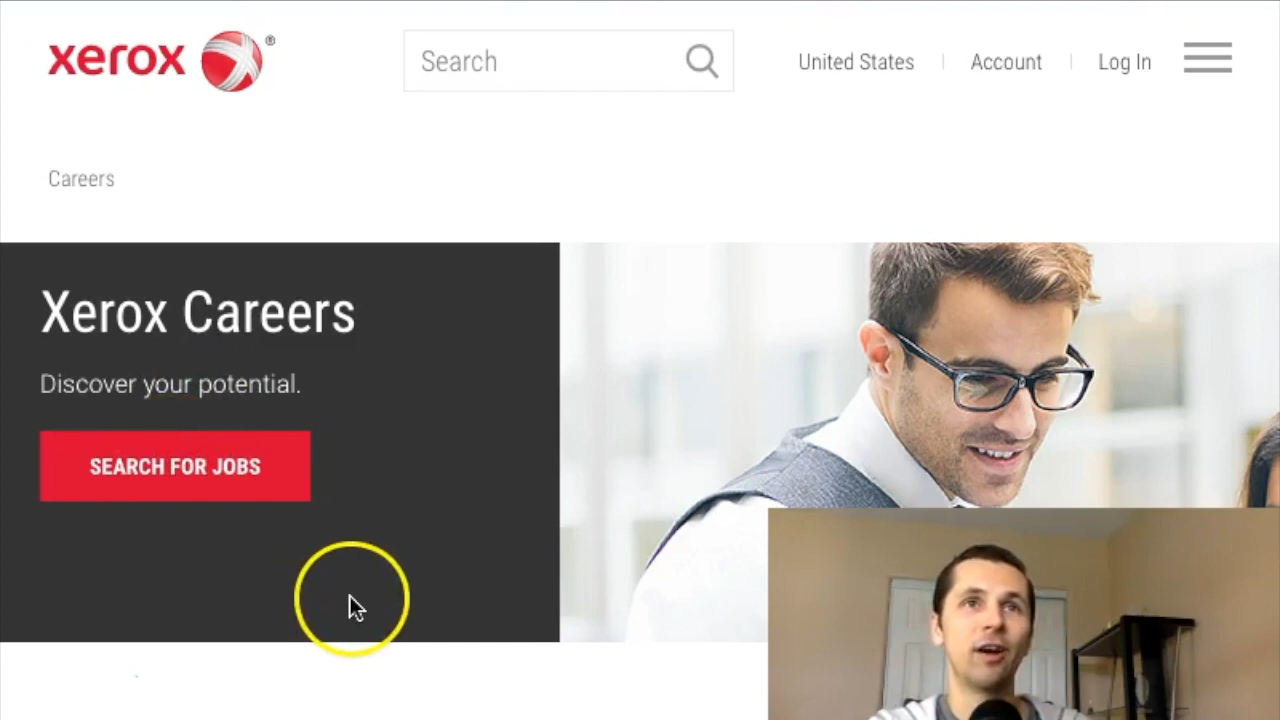 xerox ®
Search
United States
Account
Log In
Careers
Xerox Careers
Discover your potential.
SEARCH FOR JOBS